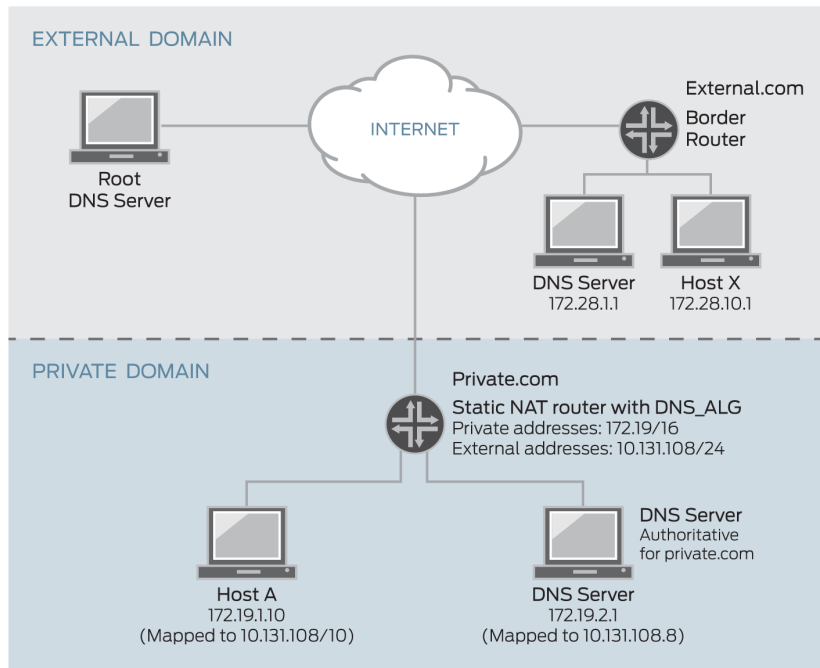 EXTERNAL DOMAIN
INTERNET
Root
DNS Server
External.com
Border
Router
DNS Server
172.28.1.1
Host X
172.28.10.1
PRIVATE DOMAIN
Private.com
Static NAT router with DNS_ALG
Private addresses: 172.19/16
External addresses: 10.131.108/24
Host A
172.19.1.10
(Mapped to 10.131.108/10)
DNS Server
172.19.2.1
(Mapped to 10.131.108.8)
DNS Server
Authoritative
for private.com